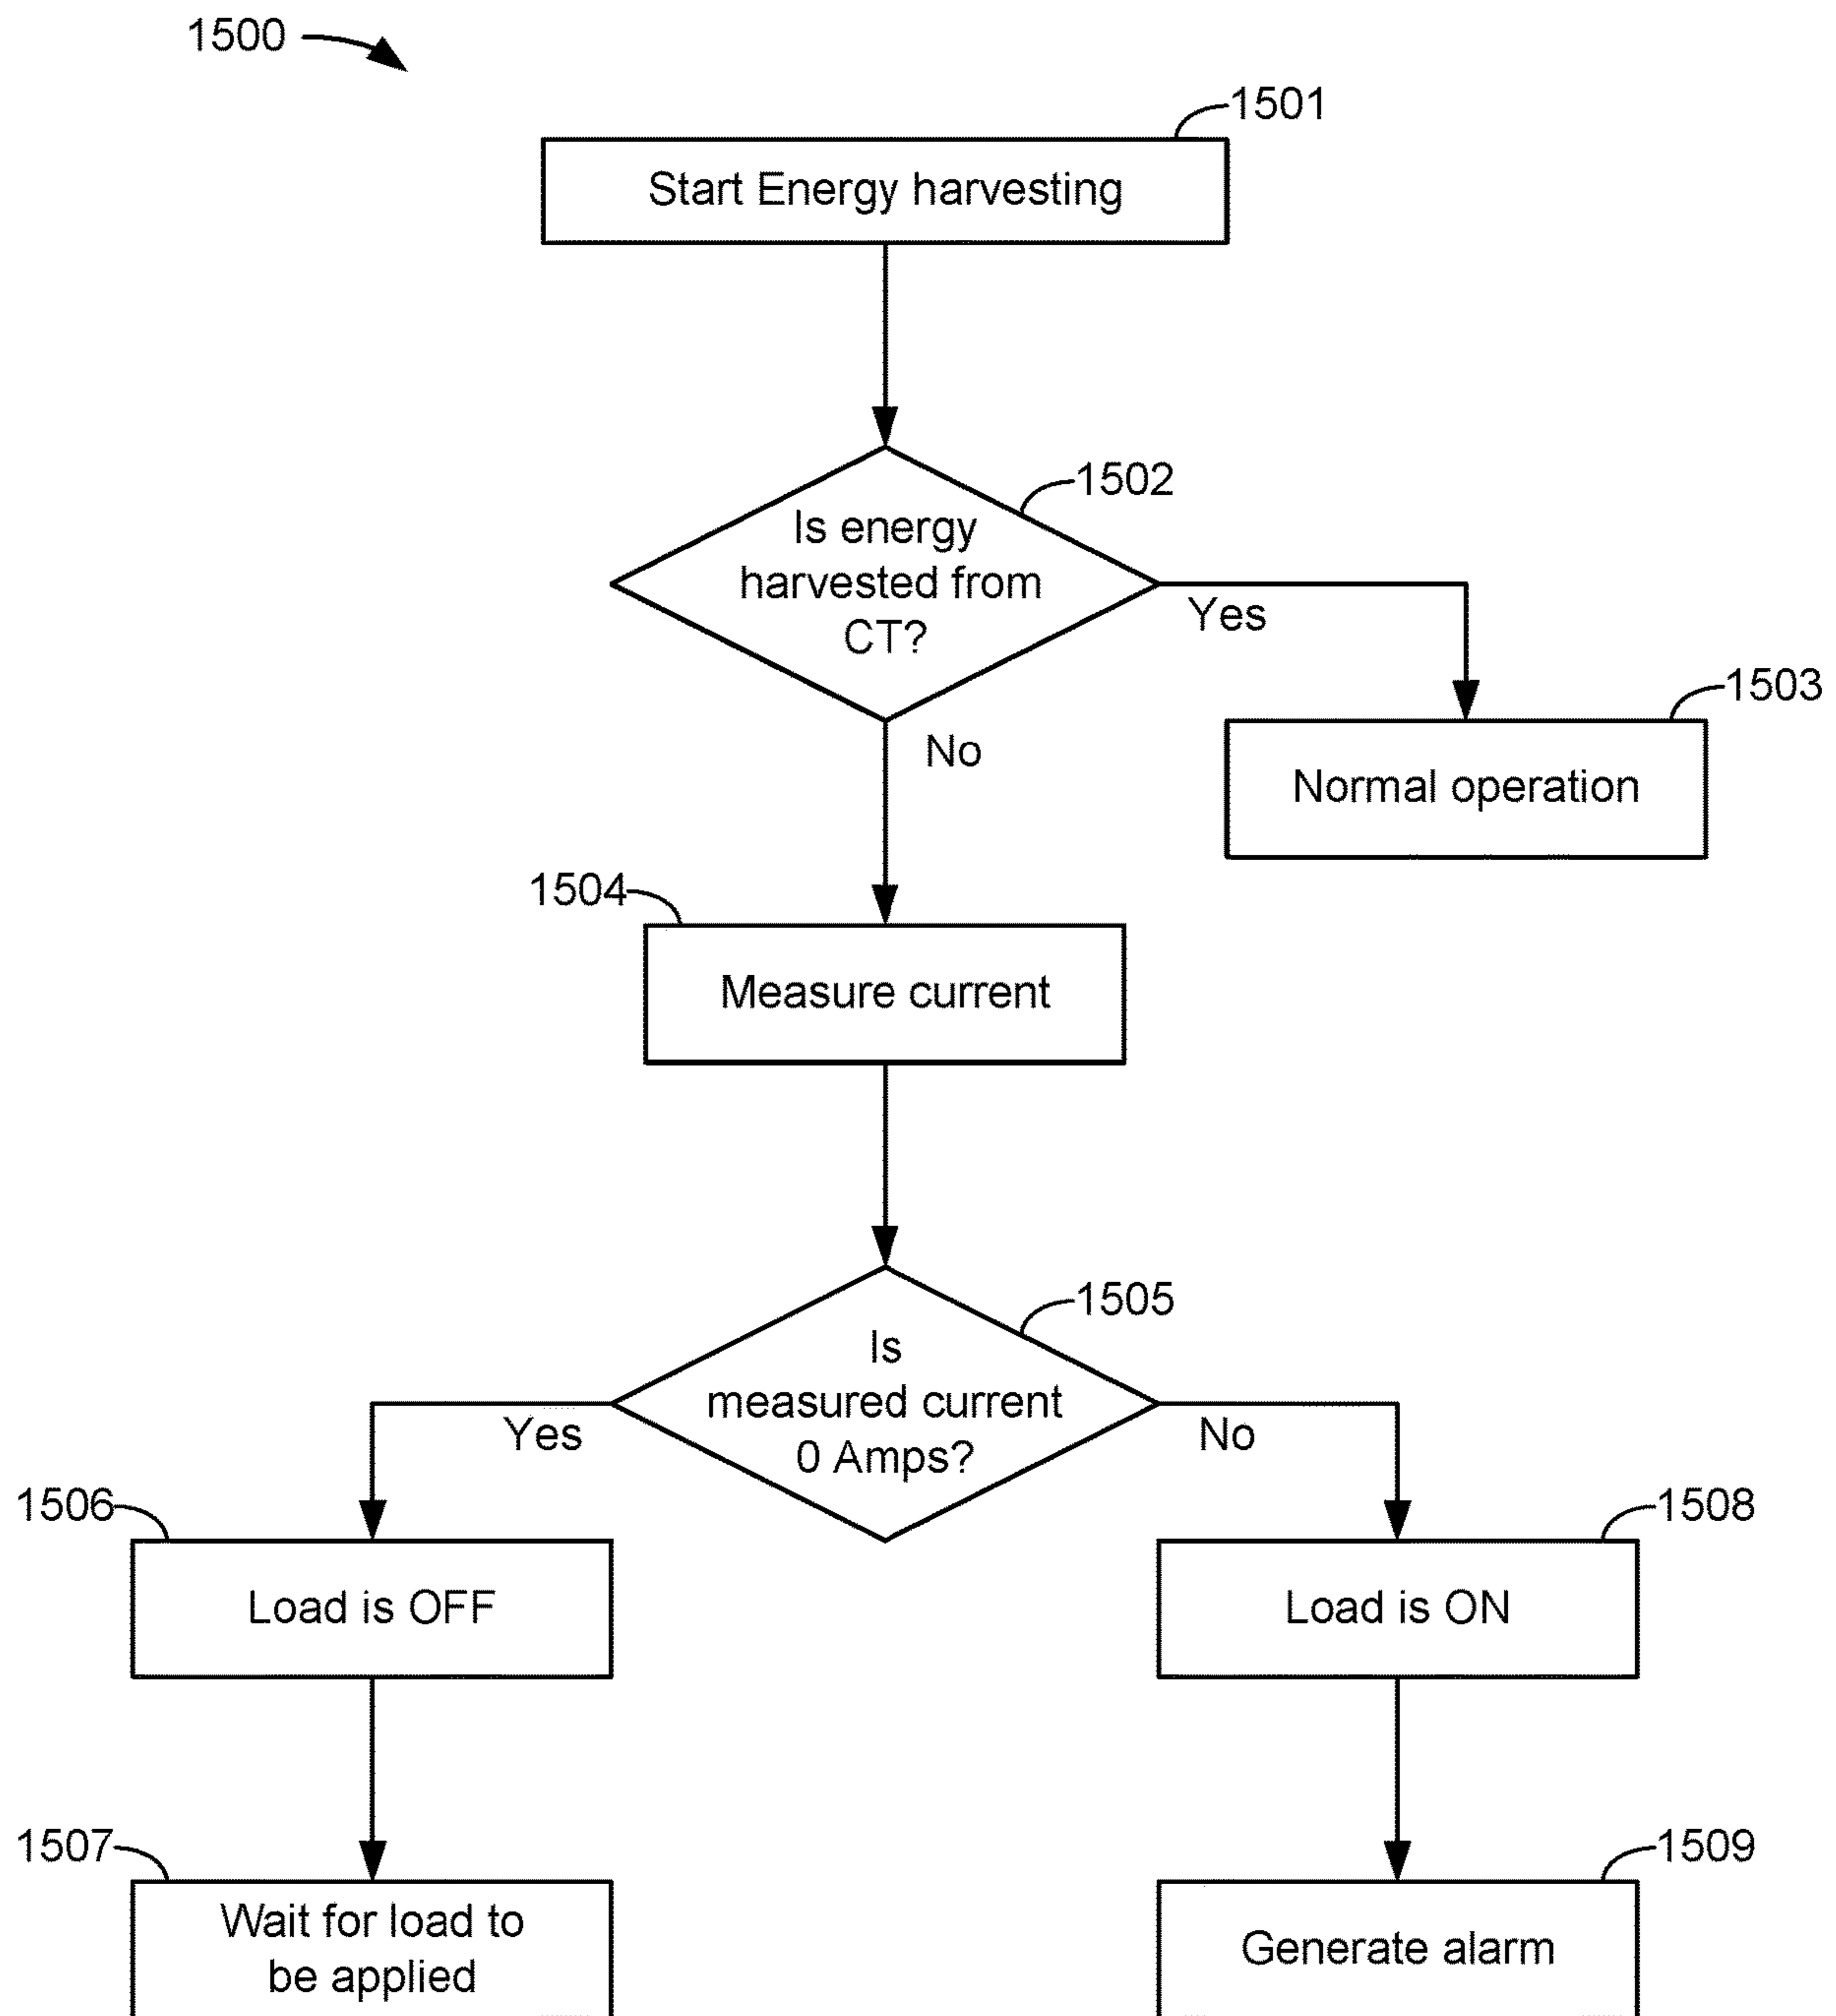 1500
1501
Start Energy harvesting
1502
Is energy
harvested from
CT?
Yes
1503
No
Normal operation
1504
Measure current
1505
Is
measured current
0 Amps?
Yes
No
1506
1508
Load is OFF
Load is ON
1507
1509
Wait for load to
be applied
Generate alarm